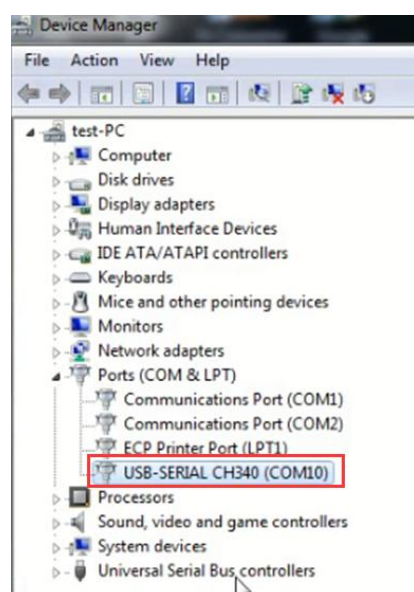 Device Manager
File Action View Help
test-PC
Computer
Disk drives
Display adapters
Human Interface Devices
IDE ATA/ATAPI controllers
Keyboards
Mice and other pointing devices
Monitors
Network adapters
Ports (COM & LPT)
Communications Port (COM1)
Communications Port (COM2)
ECP Printer Port (LPT1)
USB-SERIAL CH340 (COM10)
Processors
Sound, video and game controllers
System devices
Universal Serial Bus controllers